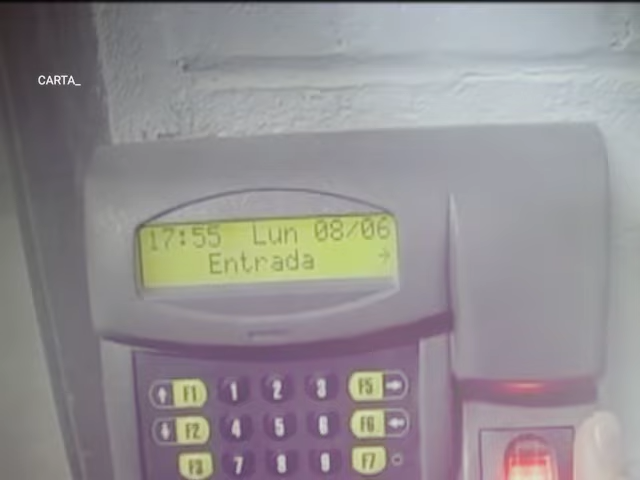 CARTA_
17:55 Lun 08/06
Entrada →
↑ F1 1 2 3 F5 →
↓ F2 4 5 6 F6 ←
F3 7 8 9 F7 ○